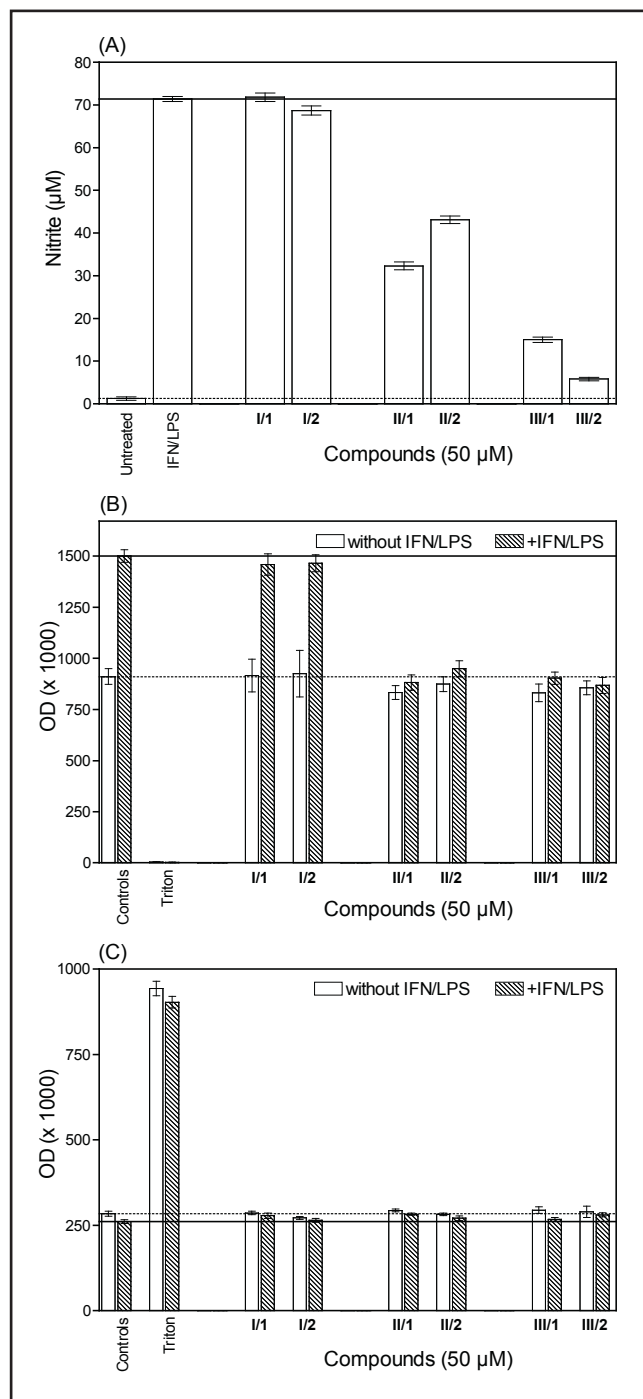 (A)
80
70
60
50
40
30
20
10
0
Nitrite (µM)
Untreated
IFN/LPS
I/1
I/2
II/1
II/2
III/1
III/2
Compounds (50 µM)
(B)
without IFN/LPS
+IFN/LPS
1500
1250
1000
750
500
250
0
OD (x 1000)
Controls
Triton
I/1
I/2
II/1
II/2
III/1
III/2
Compounds (50 µM)
(C)
1000
without IFN/LPS
+IFN/LPS
750
500
250
0
OD (x 1000)
Controls
Triton
I/1
I/2
II/1
II/2
III/1
III/2
Compounds (50 µM)